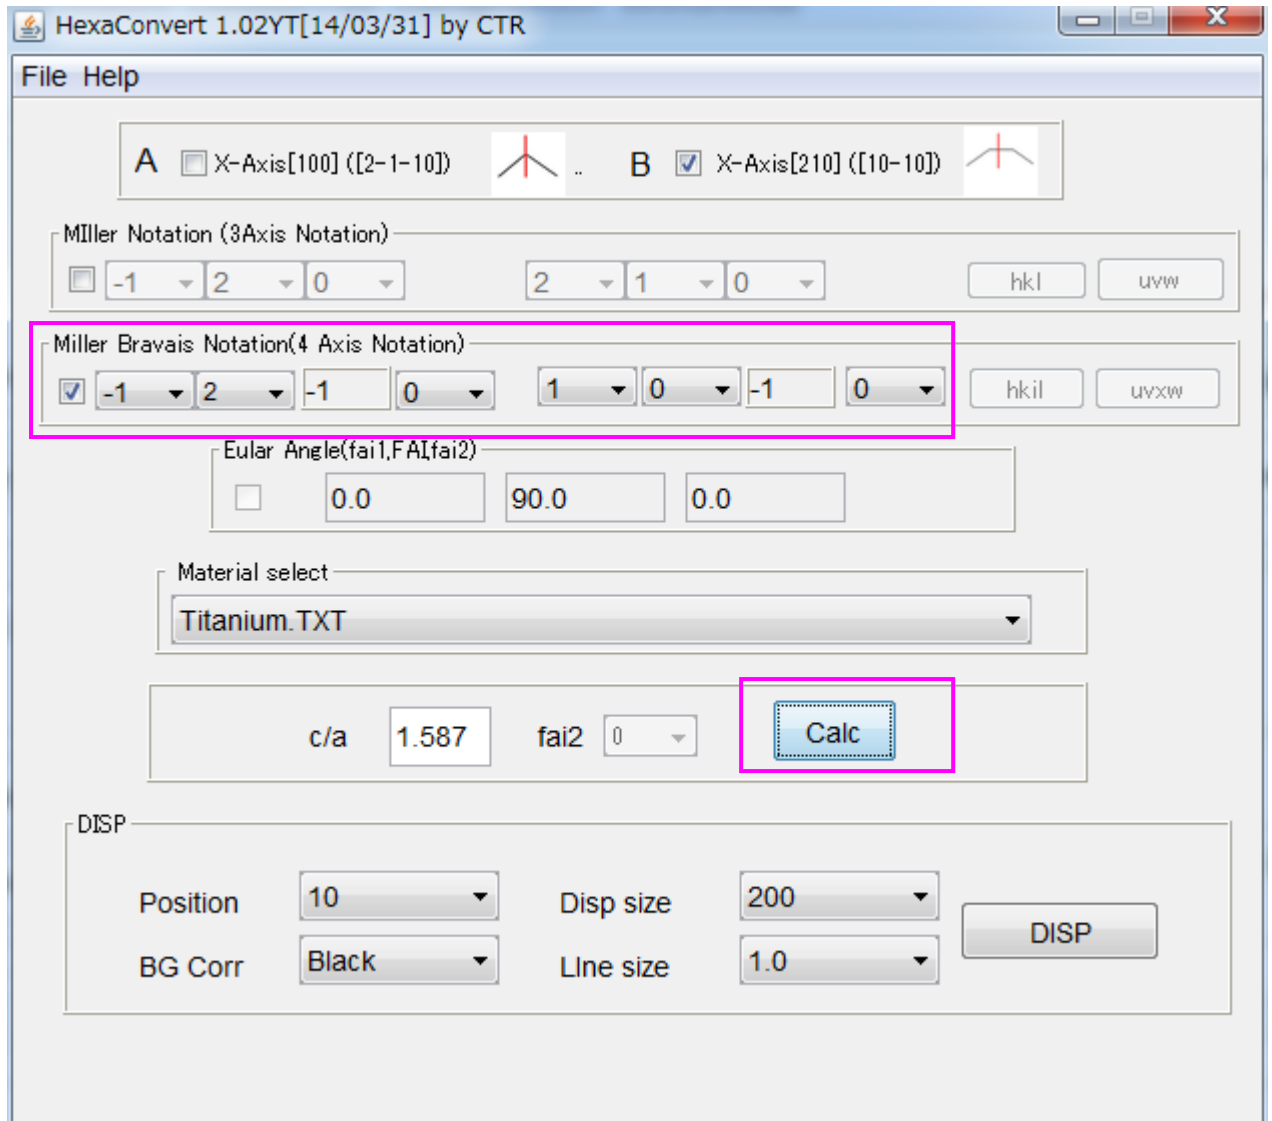 HexaConvert 1.02YT[14/03/31] by CTR
File Help
A X-Axis[100] ([2-1-10]) .. B X-Axis[210] ([10-10])
MIller Notation (3Axis Notation)
-1 2 0 2 1 0 hkl uvw
Miller Bravais Notation(4 Axis Notation)
-1 2 -1 0 1 0 -1 0 hkil uvxw
Eular Angle(fai1,FAI,fai2)
0.0 90.0 0.0
Material select
Titanium.TXT
c/a 1.587 fai2 0 Calc
DISP
Position 10 Disp size 200
DISP
BG Corr Black LIne size 1.0